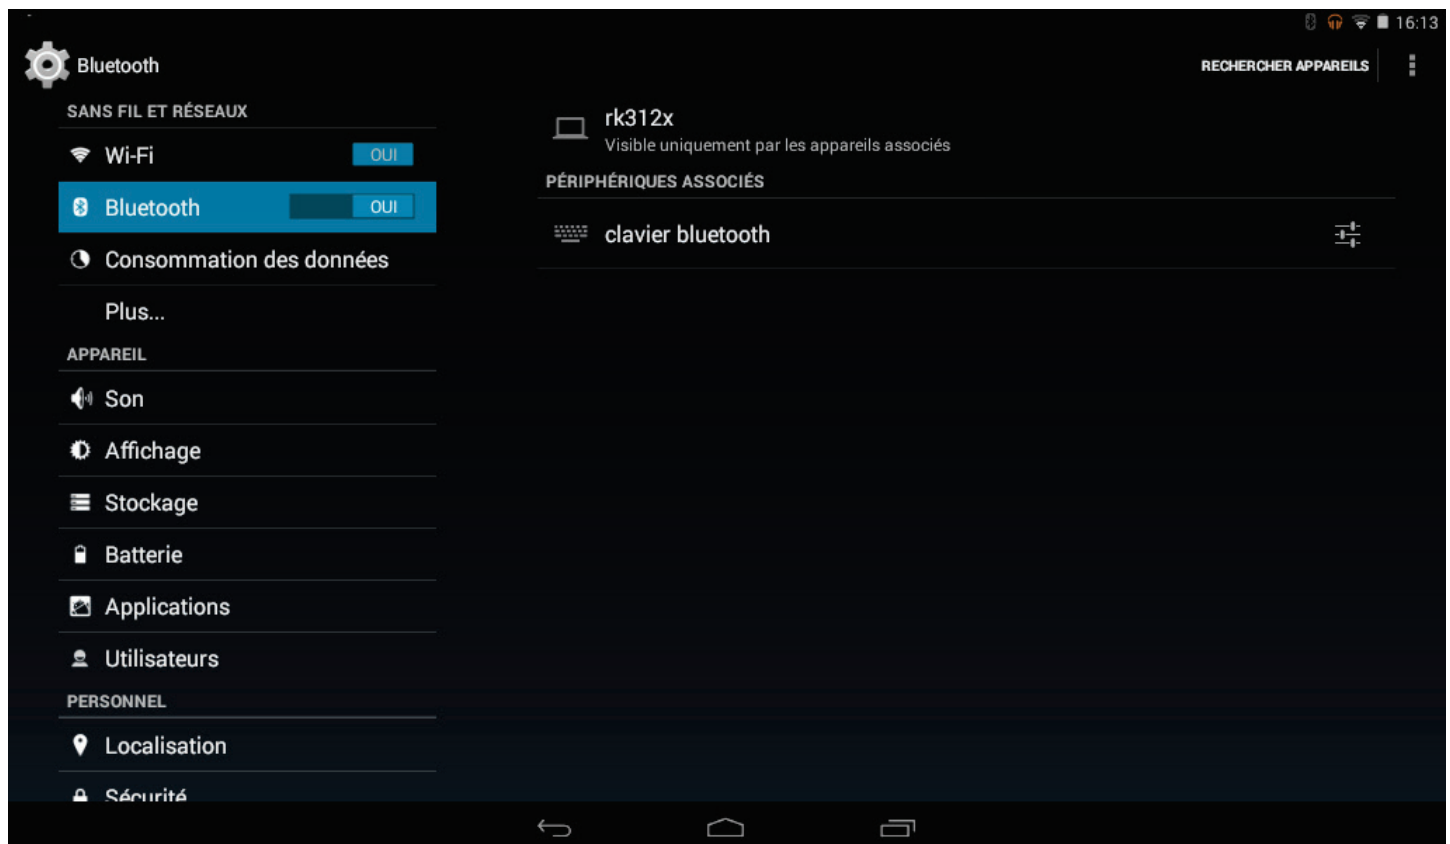 16:13
Bluetooth
RECHERCHER APPAREILS
SANS FIL ET RÉSEAUX
Wi-Fi OUI
Bluetooth OUI
Consommation des données
Plus...
APPAREIL
Son
Affichage
Stockage
Batterie
Applications
Utilisateurs
PERSONNEL
Localisation
Sécurité
rk312x
Visible uniquement par les appareils associés
PÉRIPHÉRIQUES ASSOCIÉS
clavier bluetooth